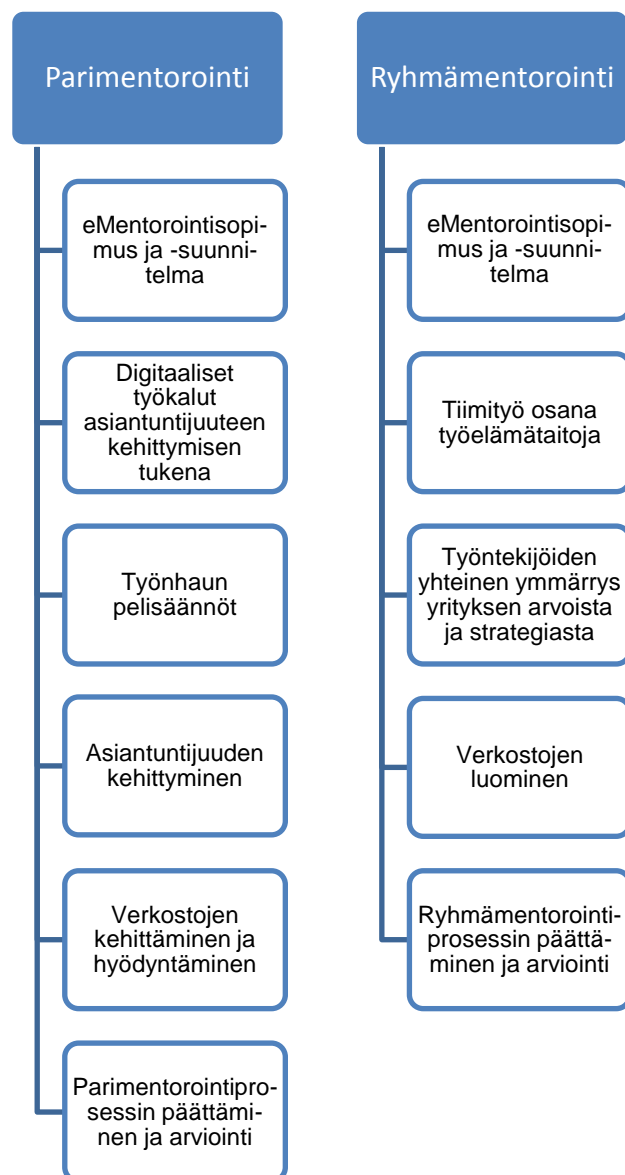 Parimentorointi
eMentorointisopi-
mus ja -suunni-
telma
Digitaaliset
työkalut
asiantuntijuuteen
kehittymisen
tukena
Työnhaun
pelisäännöt
Asiantuntijuuden
kehittyminen
Verkostojen
kehittäminen ja
hyödyntäminen
Parimentorointipro-
sessin päättämi-
nen ja arviointi
Ryhmämentorointi
eMentorointisopi-
mus ja -suunni-
telma
Tiimityö osana
työelämätaitoja
Työntekijöiden
yhteinen ymmärrys
yrityksen arvoista
ja strategiasta
Verkostojen
luominen
Ryhmämentorointi-
prosessin päättä-
minen ja arviointi